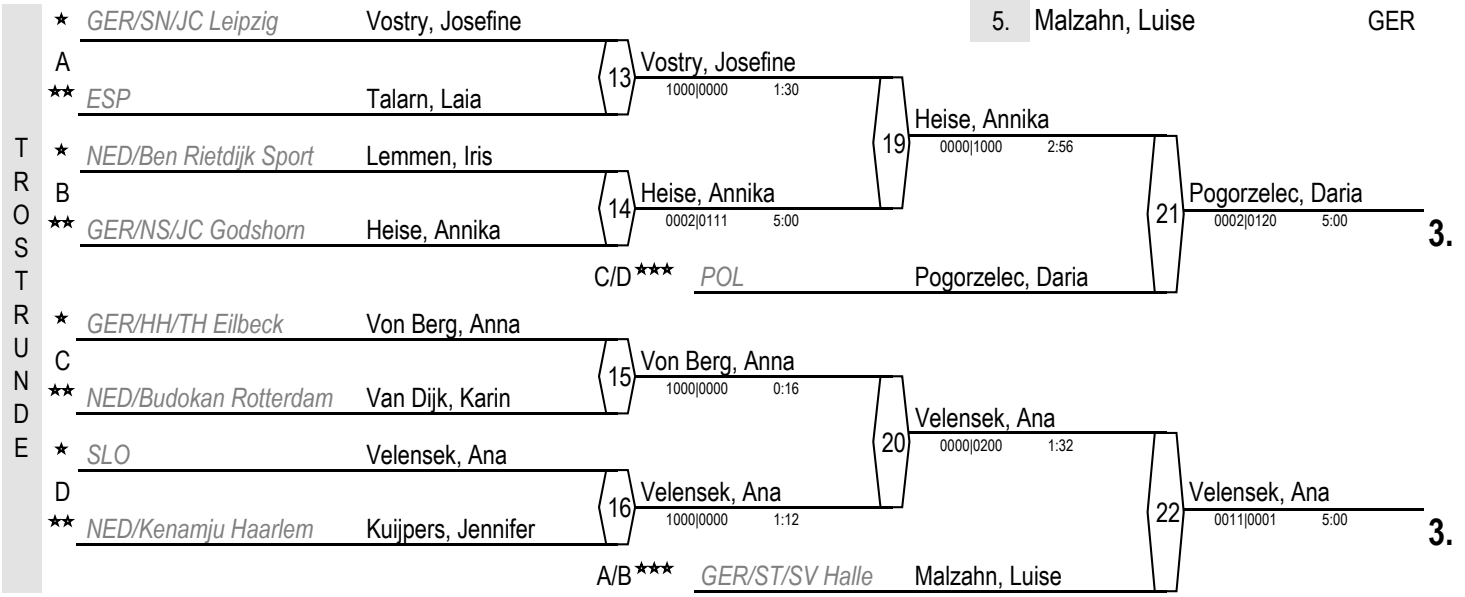 ★ GER/SN/JC Leipzig Vostry, Josefine 5. Malzahn, Luise GER
A
13 Vostry, Josefine
1000|0000 1:30
★★ ESP Talarn, Laia
19 Heise, Annika
0000|1000 2:56
TROSTRUNDE
★ NED/Ben Rietdijk Sport Lemmen, Iris
B
14 Heise, Annika
0002|0111 5:00
21 Pogorzelec, Daria
0002|0120 5:00
3.
★★ GER/NS/JC Godshorn Heise, Annika
C/D ★★★ POL Pogorzelec, Daria
★ GER/HH/TH Eilbeck Von Berg, Anna
C
15 Von Berg, Anna
1000|0000 0:16
★★ NED/Budokan Rotterdam Van Dijk, Karin
20 Velensek, Ana
0000|0200 1:32
★ SLO Velensek, Ana
D
16 Velensek, Ana
1000|0000 1:12
22 Velensek, Ana
0011|0001 5:00
3.
★★ NED/Kenamju Haarlem Kuijpers, Jennifer
A/B ★★★ GER/ST/SV Halle Malzahn, Luise